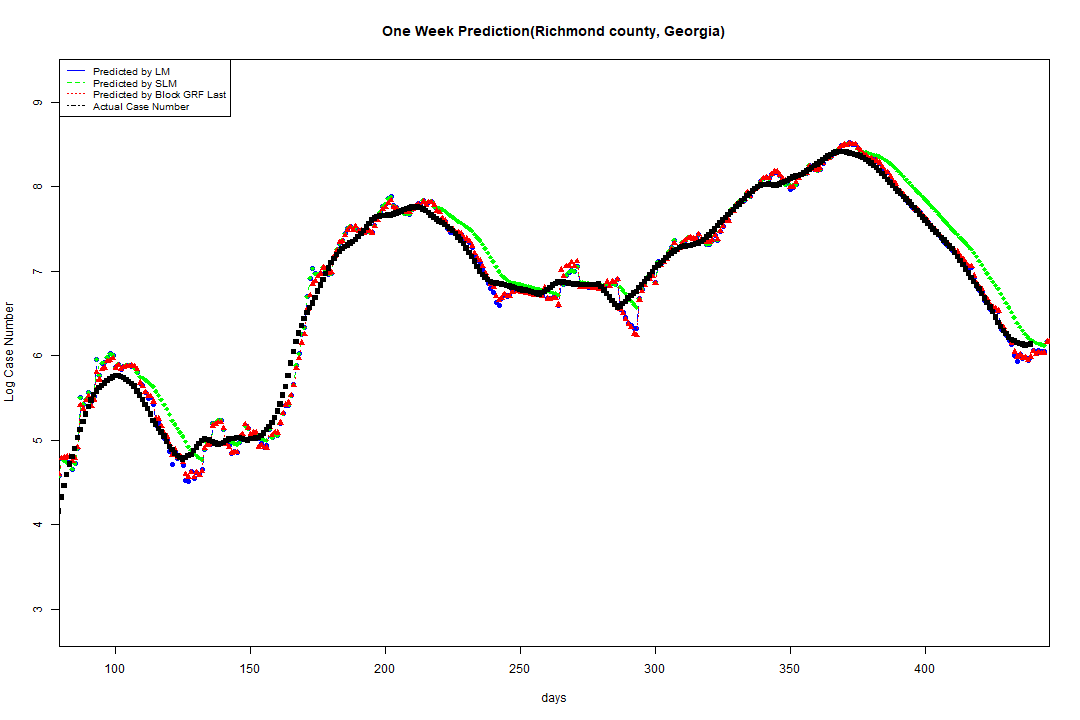 One Week Prediction(Richmond county, Georgia)
Predicted by LM
Predicted by SLM
Predicted by Block GRF Last
Actual Case Number
9
8
7
6
5
4
3
Log Case Number
100 150 200 250 300 350 400
days